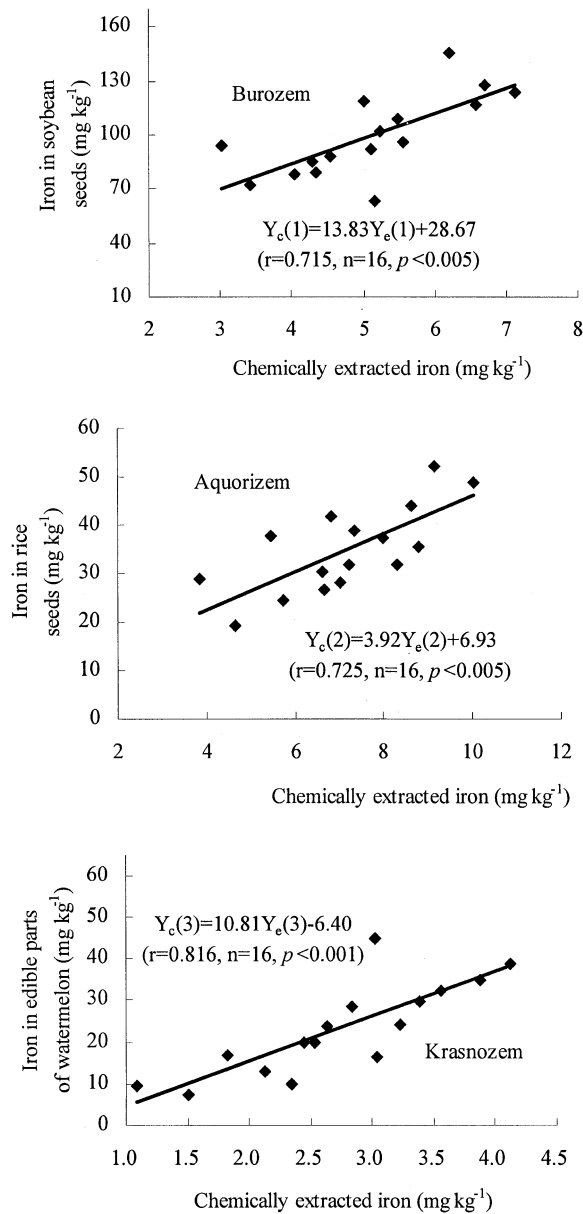 Iron in soybean
seeds (mg kg⁻¹)
160
130
100
70
40
10
Burozem
Yc(1)=13.83Ye(1)+28.67
(r=0.715, n=16, p<0.005)
2 3 4 5 6 7 8
Chemically extracted iron (mg kg⁻¹)
Iron in rice
seeds (mg kg⁻¹)
60
50
40
30
20
10
0
Aquorizem
Yc(2)=3.92Ye(2)+6.93
(r=0.725, n=16, p<0.005)
2 4 6 8 10 12
Chemically extracted iron (mg kg⁻¹)
Iron in edible parts
of watermelon (mg kg⁻¹)
60
50
40
30
20
10
0
Yc(3)=10.81Ye(3)-6.40
(r=0.816, n=16, p<0.001)
Krasnozem
1.0 1.5 2.0 2.5 3.0 3.5 4.0 4.5
Chemically extracted iron (mg kg⁻¹)